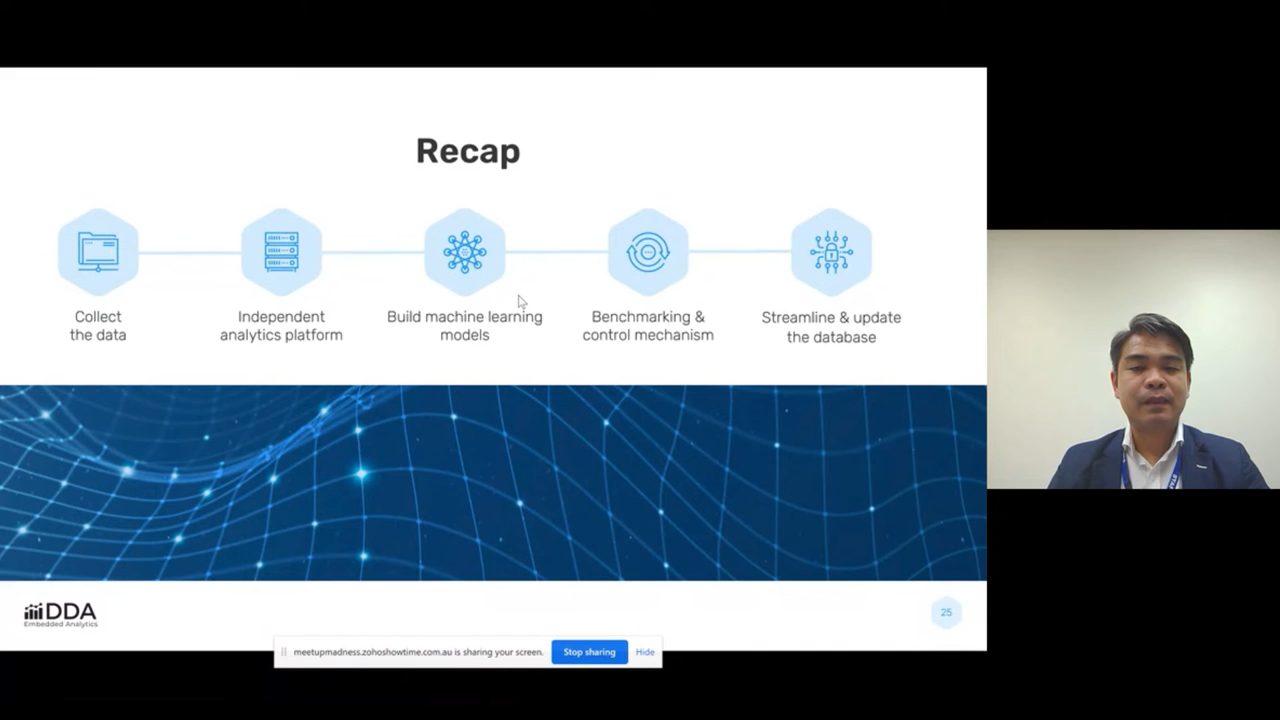 Recap
Collect
the data
Independent
analytics platform
Build machine learning
models
Benchmarking &
control mechanism
Streamline & update
the database
DDA
Embedded Analytics
25
meetupmadness.zohoshowtime.com.au is sharing your screen.
Stop sharing
Hide